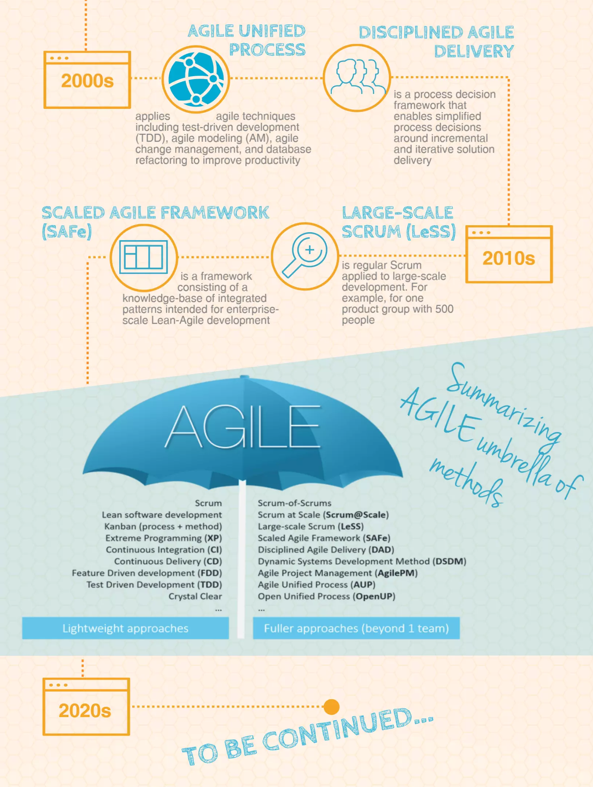 AGILE UNIFIED
PROCESS
DISCIPLINED AGILE
DELIVERY
2000s
applies agile techniques
including test-driven development
(TDD), agile modeling (AM), agile
change management, and database
refactoring to improve productivity
is a process decision
framework that
enables simplified
process decisions
around incremental
and iterative solution
delivery
SCALED AGILE FRAMEWORK
(SAFe)
LARGE-SCALE
SCRUM (LeSS)
2010s
is a framework
consisting of a
knowledge-base of integrated
patterns intended for enterprise-
scale Lean-Agile development
is regular Scrum
applied to large-scale
development. For
example, for one
product group with 500
people
Summarizing
AGILE umbrella of
methods
AGILE
Scrum
Lean software development
Kanban (process + method)
Extreme Programming (XP)
Continuous Integration (CI)
Continuous Delivery (CD)
Feature Driven development (FDD)
Test Driven Development (TDD)
Crystal Clear
...
Lightweight approaches
Scrum-of-Scrums
Scrum at Scale (Scrum@Scale)
Large-scale Scrum (LeSS)
Scaled Agile Framework (SAFe)
Disciplined Agile Delivery (DAD)
Dynamic Systems Development Method (DSDM)
Agile Project Management (AgilePM)
Agile Unified Process (AUP)
Open Unified Process (OpenUP)
...
Fuller approaches (beyond 1 team)
2020s
TO BE CONTINUED...